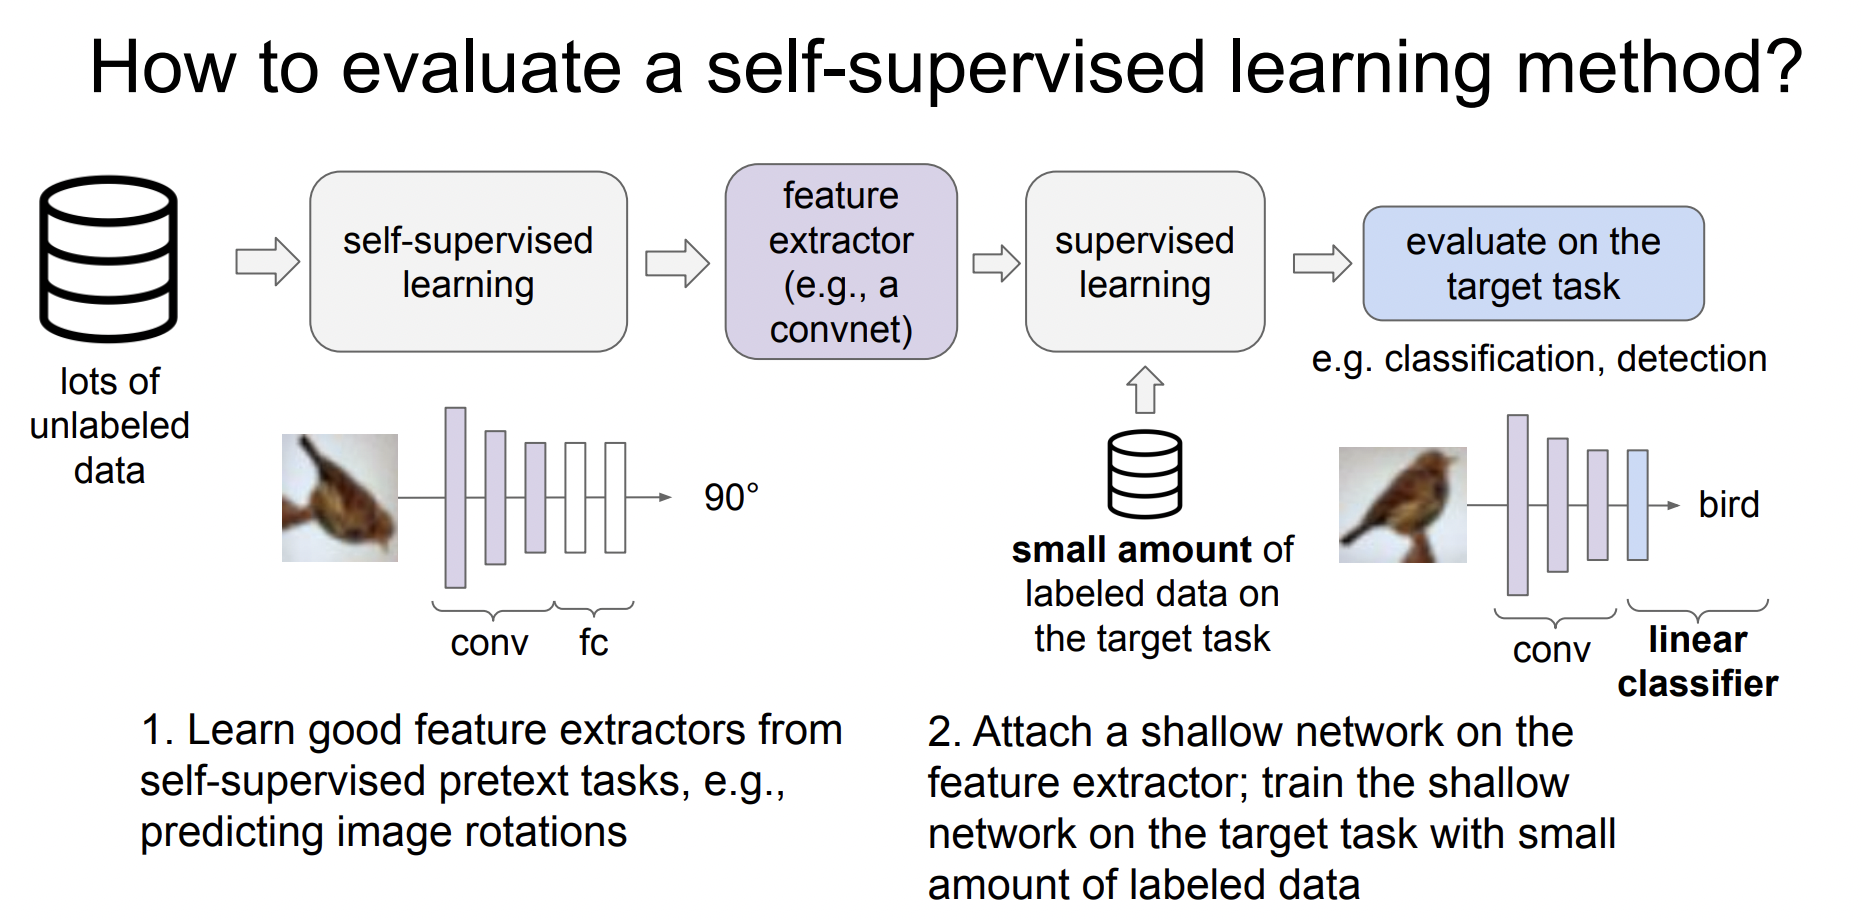 How to evaluate a self-supervised learning method?
lots of
unlabeled
data
self-supervised
learning
feature
extractor
(e.g., a
convnet)
supervised
learning
evaluate on the
target task
e.g. classification, detection
90°
conv
fc
small amount of
labeled data on
the target task
bird
conv
linear
classifier
1. Learn good feature extractors from
self-supervised pretext tasks, e.g.,
predicting image rotations
2. Attach a shallow network on the
feature extractor; train the shallow
network on the target task with small
amount of labeled data